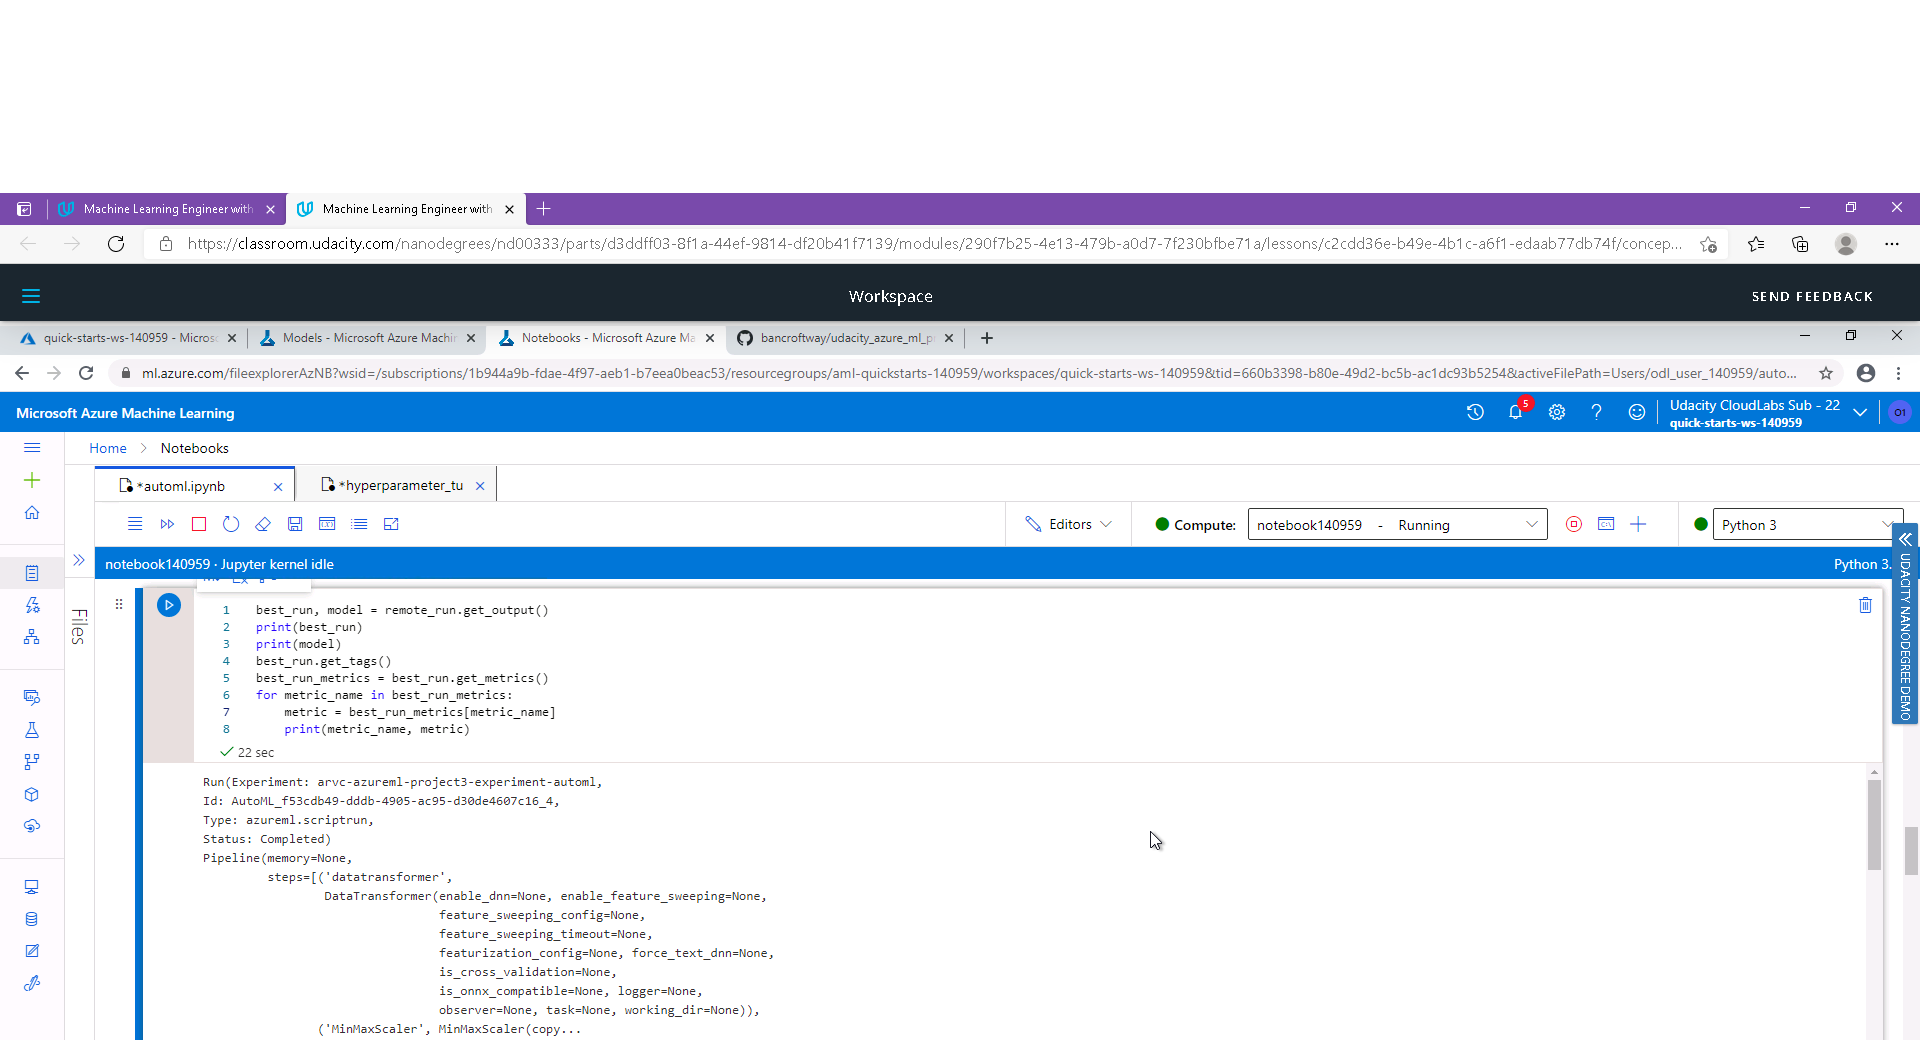 Machine Learning Engineer with
Machine Learning Engineer with
https://classroom.udacity.com/nanodegrees/nd00333/parts/d3ddff03-8f1a-44ef-9814-df20b41f7139/modules/290f7b25-4e13-479b-a0d7-7f230bfbe71a/lessons/c2cdd36e-b49e-4b1c-a6f1-edaab77db74f/concep...
Workspace
SEND FEEDBACK
quick-starts-ws-140959 - Micros
Models - Microsoft Azure Machin
Notebooks - Microsoft Azure Ma
bancroftway/udacity_azure_ml_p
ml.azure.com/fileexplorerAzNB?wsid=/subscriptions/1b944a9b-fdae-4f97-aeb1-b7eea0beac53/resourcegroups/aml-quickstarts-140959/workspaces/quick-starts-ws-140959&tid=660b3398-b80e-49d2-bc5b-ac1dc93b5254&activeFilePath=Users/odl_user_140959/auto...
Microsoft Azure Machine Learning
5
Udacity CloudLabs Sub - 22
quick-starts-ws-140959
O1
Home > Notebooks
*automl.ipynb
*hyperparameter_tu
Editors
Compute:
notebook140959 - Running
Python 3
notebook140959 · Jupyter kernel idle
Python 3.
UDACITY NANODEGREE DEMO
Files
1 best_run, model = remote_run.get_output()
2 print(best_run)
3 print(model)
4 best_run.get_tags()
5 best_run_metrics = best_run.get_metrics()
6 for metric_name in best_run_metrics:
7     metric = best_run_metrics[metric_name]
8     print(metric_name, metric)
22 sec
Run(Experiment: arvc-azureml-project3-experiment-automl,
Id: AutoML_f53cdb49-dddb-4905-ac95-d30de4607c16_4,
Type: azureml.scriptrun,
Status: Completed)
Pipeline(memory=None,
steps=[('datatransformer',
DataTransformer(enable_dnn=None, enable_feature_sweeping=None,
feature_sweeping_config=None,
feature_sweeping_timeout=None,
featurization_config=None, force_text_dnn=None,
is_cross_validation=None,
is_onnx_compatible=None, logger=None,
observer=None, task=None, working_dir=None)),
('MinMaxScaler', MinMaxScaler(copy...